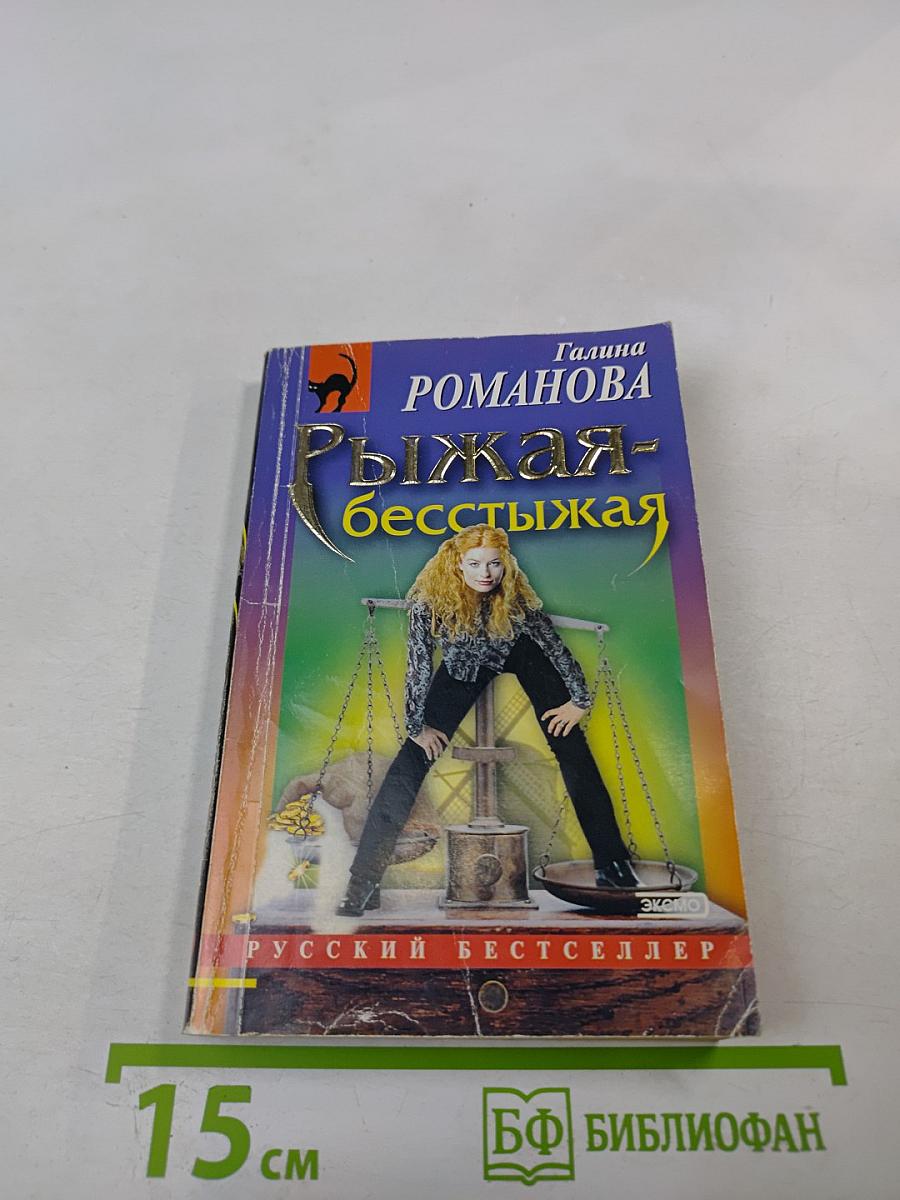 Галина
РОМАНОВА
Рыжая-
бесстыжая
ЭКСМО
РУССКИЙ БЕСТСЕЛЛЕР
15 см
БФ БИБЛИОФАН